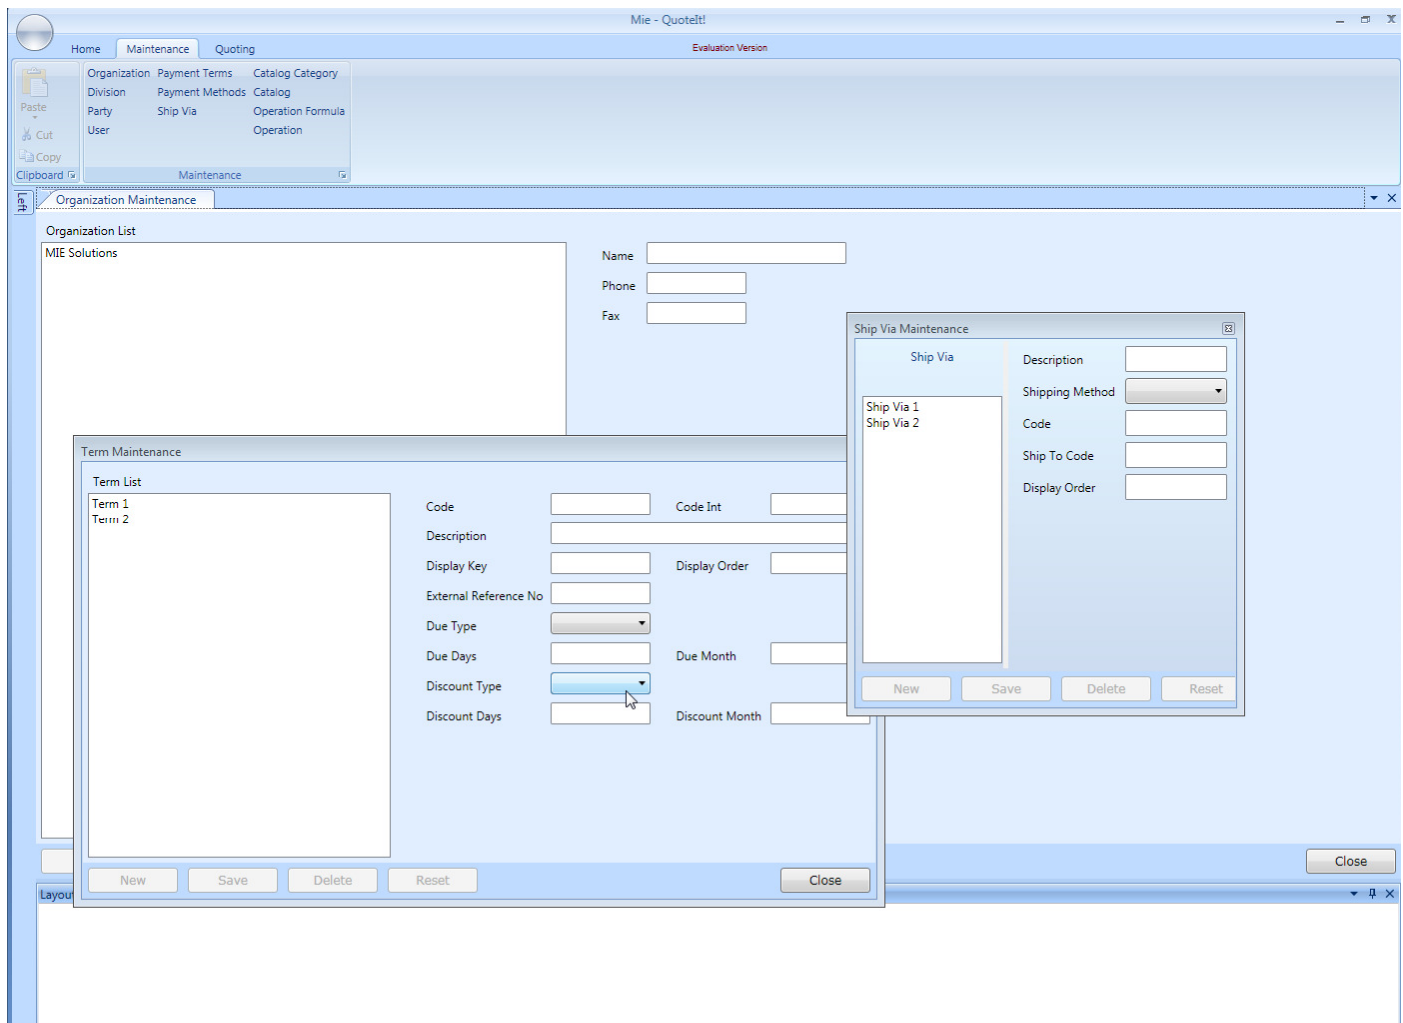 Mie - QuoteIt!
Home Maintenance Quoting Evaluation Version
Organization Payment Terms Catalog Category
Division Payment Methods Catalog
Paste Party Ship Via Operation Formula
Cut User Operation
Copy
Clipboard Maintenance
Left
Organization Maintenance
Organization List
MIE Solutions
Name
Phone
Fax
Ship Via Maintenance
Ship Via
Ship Via 1
Ship Via 2
Description
Shipping Method
Code
Ship To Code
Display Order
New Save Delete Reset
Term Maintenance
Term List
Term 1
Term 2
Code Code Int
Description
Display Key Display Order
External Reference No
Due Type
Due Days Due Month
Discount Type
Discount Days Discount Month
New Save Delete Reset Close
Close
Layou